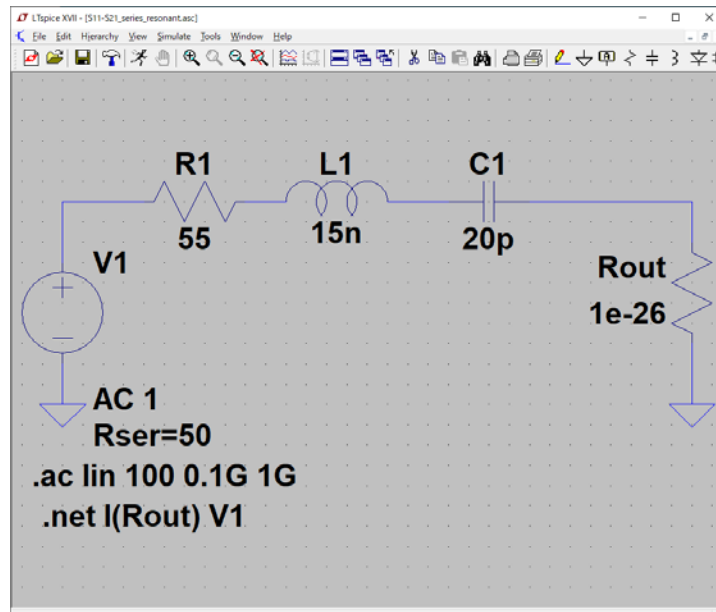 LTspice XVII - [S11-S21_series_resonant.asc]
File Edit Hierarchy View Simulate Tools Window Help
R1 L1 C1
55 15n 20p
V1 Rout
1e-26
AC 1
Rser=50
.ac lin 100 0.1G 1G
.net I(Rout) V1